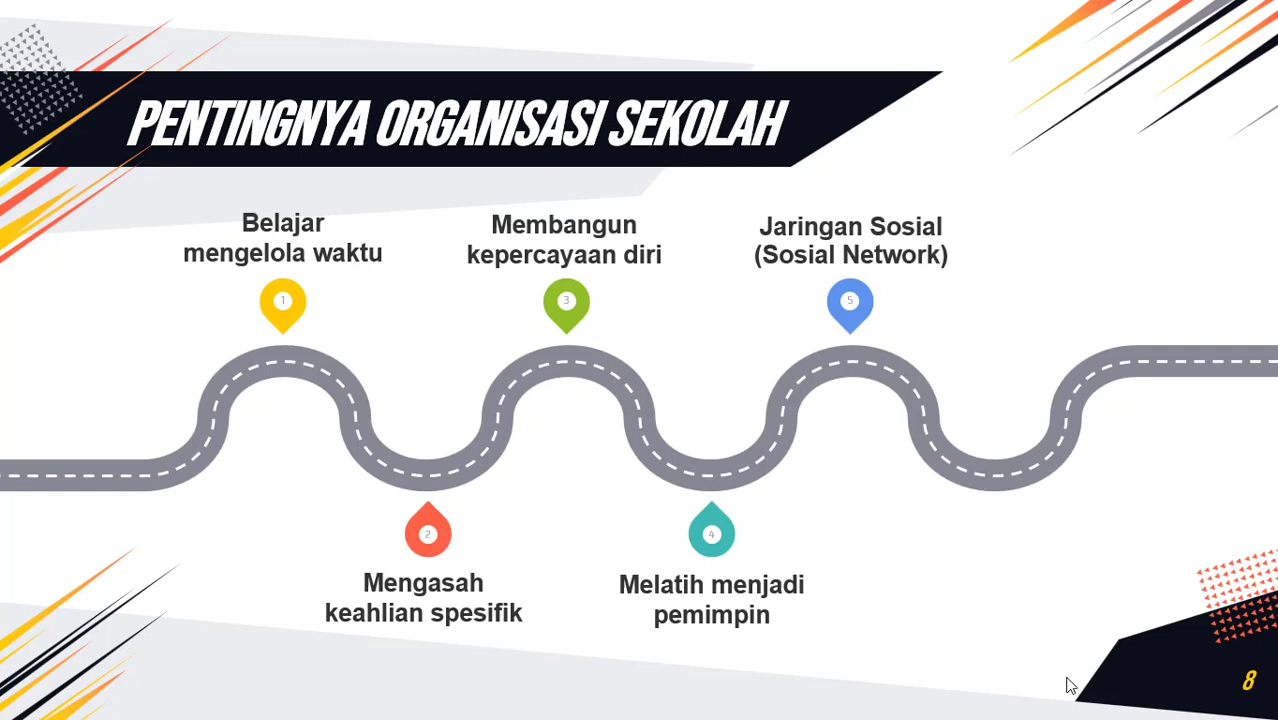 PENTINGNYA ORGANISASI SEKOLAH
Belajar
mengelola waktu
1
Mengasah
keahlian spesifik
2
Membangun
kepercayaan diri
3
Melatih menjadi
pemimpin
4
Jaringan Sosial
(Sosial Network)
5
8